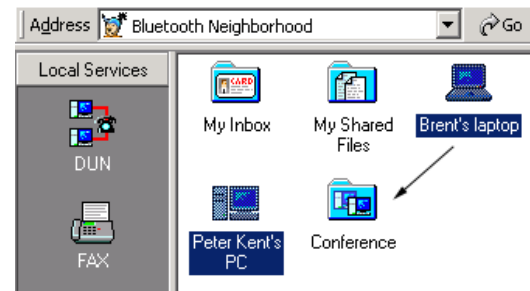 Address Bluetooth Neighborhood Go
Local Services
DUN
FAX
CARD
My Inbox
My Shared
Files
Brent's laptop
Peter Kent's
PC
Conference